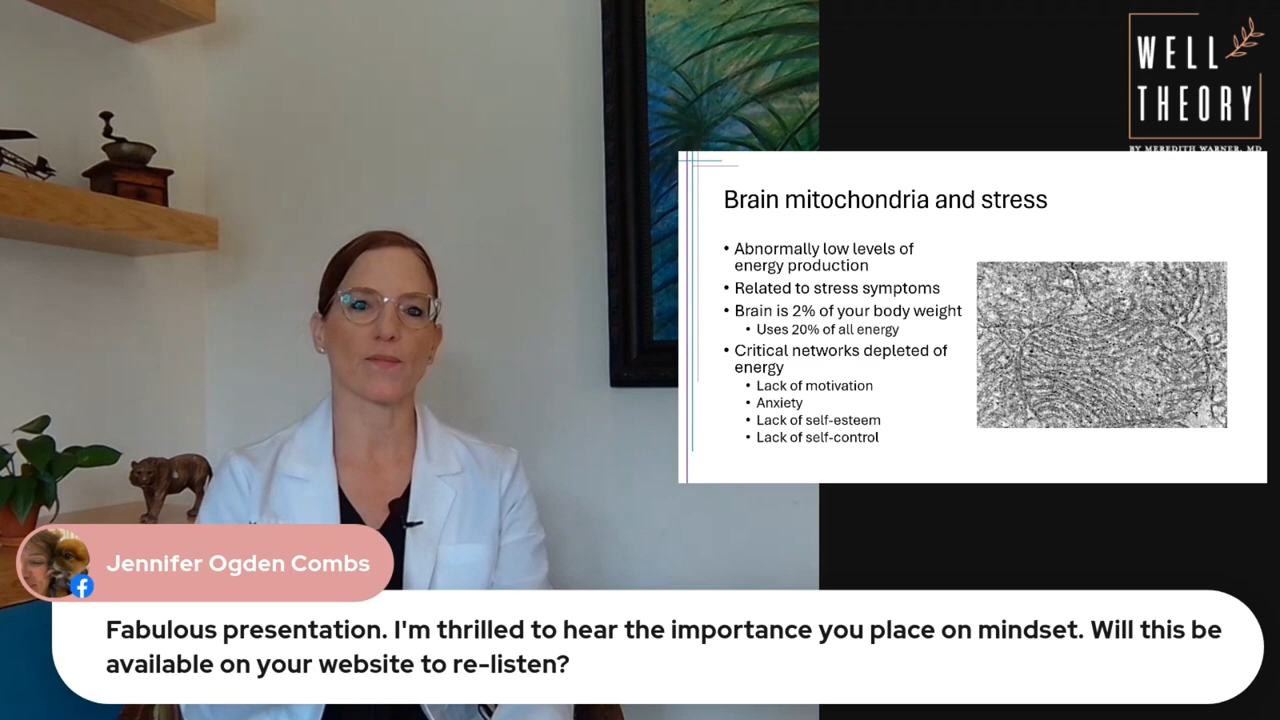 WELL
THEORY
BY MEREDITH WARNER, MD
Brain mitochondria and stress
• Abnormally low levels of
energy production
• Related to stress symptoms
• Brain is 2% of your body weight
• Uses 20% of all energy
• Critical networks depleted of
energy
• Lack of motivation
• Anxiety
• Lack of self-esteem
• Lack of self-control
Jennifer Ogden Combs
Fabulous presentation. I'm thrilled to hear the importance you place on mindset. Will this be
available on your website to re-listen?